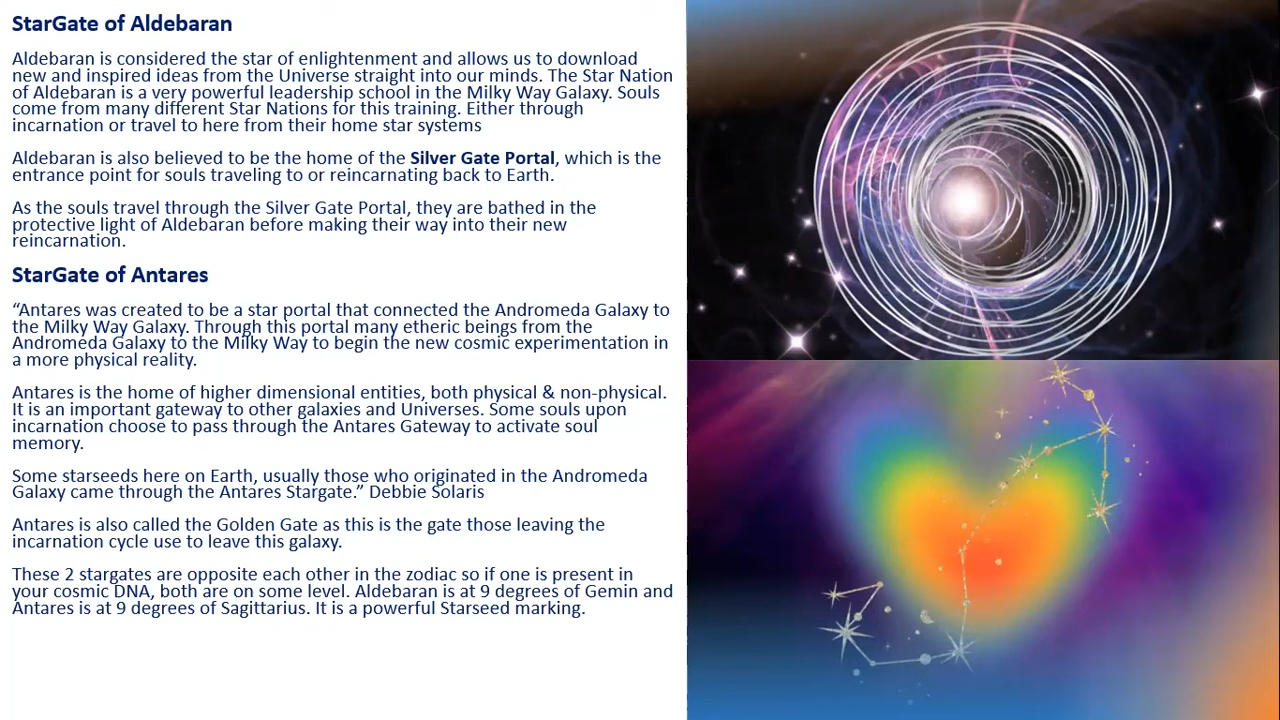 StarGate of Aldebaran
Aldebaran is considered the star of enlightenment and allows us to download
new and inspired ideas from the Universe straight into our minds. The Star Nation
of Aldebaran is a very powerful leadership school in the Milky Way Galaxy. Souls
come from many different Star Nations for this training. Either through
incarnation or travel to here from their home star systems
Aldebaran is also believed to be the home of the Silver Gate Portal, which is the
entrance point for souls traveling to or reincarnating back to Earth.
As the souls travel through the Silver Gate Portal, they are bathed in the
protective light of Aldebaran before making their way into their new
reincarnation.
StarGate of Antares
“Antares was created to be a star portal that connected the Andromeda Galaxy to
the Milky Way Galaxy. Through this portal many etheric beings from the
Andromeda Galaxy to the Milky Way to begin the new cosmic experimentation in
a more physical reality.
Antares is the home of higher dimensional entities, both physical & non-physical.
It is an important gateway to other galaxies and Universes. Some souls upon
incarnation choose to pass through the Antares Gateway to activate soul
memory.
Some starseeds here on Earth, usually those who originated in the Andromeda
Galaxy came through the Antares Stargate.” Debbie Solaris
Antares is also called the Golden Gate as this is the gate those leaving the
incarnation cycle use to leave this galaxy.
These 2 stargates are opposite each other in the zodiac so if one is present in
your cosmic DNA, both are on some level. Aldebaran is at 9 degrees of Gemin and
Antares is at 9 degrees of Sagittarius. It is a powerful Starseed marking.